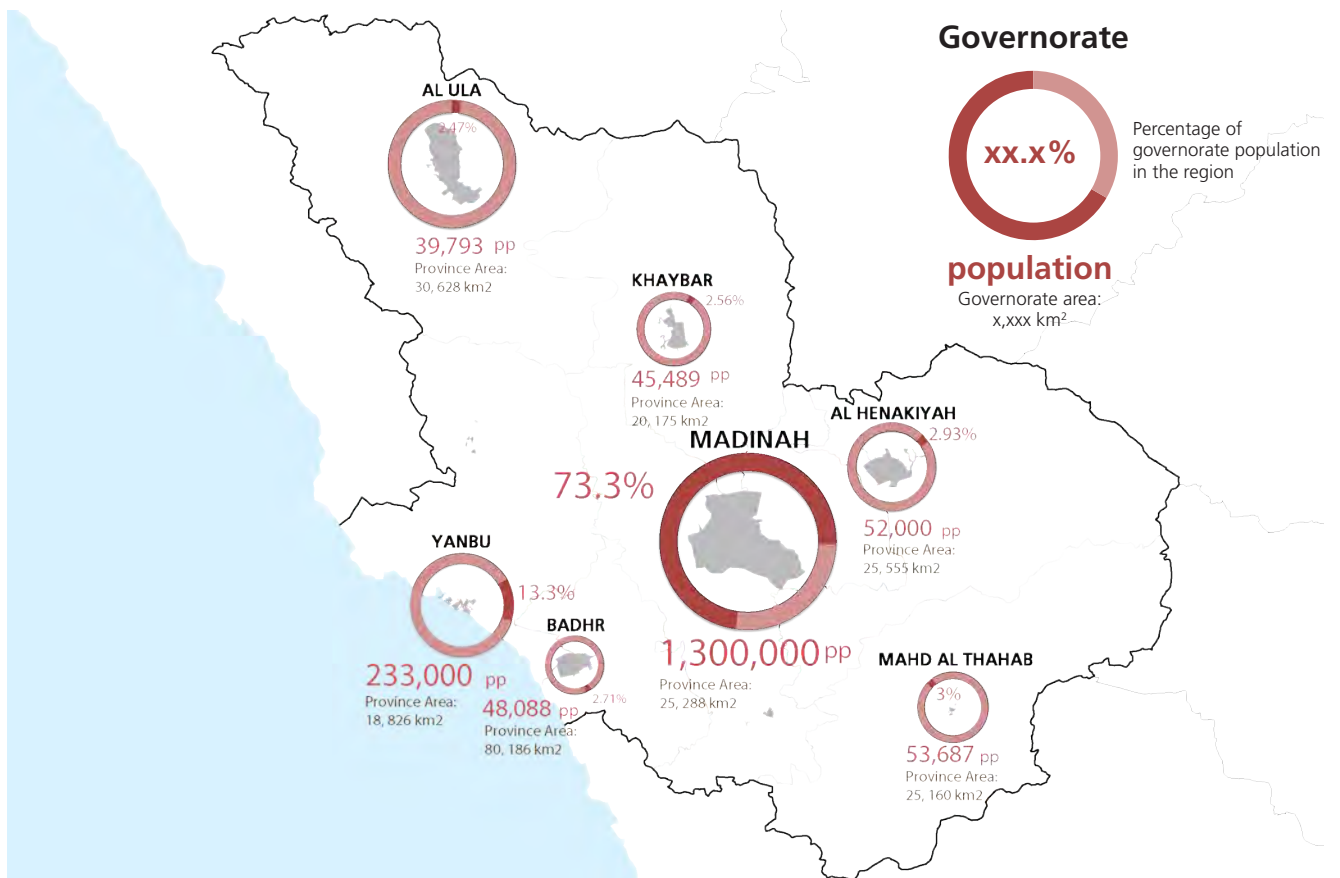 Governorate
xx.x%
Percentage of
governorate population
in the region
population
Governorate area:
x,xxx km²
AL ULA
2.47%
39,793 pp
Province Area:
30, 628 km2
KHAYBAR
2.56%
45,489 pp
Province Area:
20, 175 km2
AL HENAKIYAH
2.93%
52,000 pp
Province Area:
25, 555 km2
MADINAH
73.3%
1,300,000 pp
Province Area:
25, 288 km2
YANBU
13.3%
233,000 pp
Province Area:
18, 826 km2
BADHR
2.71%
48,088 pp
Province Area:
80, 186 km2
MAHD AL THAHAB
3%
53,687 pp
Province Area:
25, 160 km2